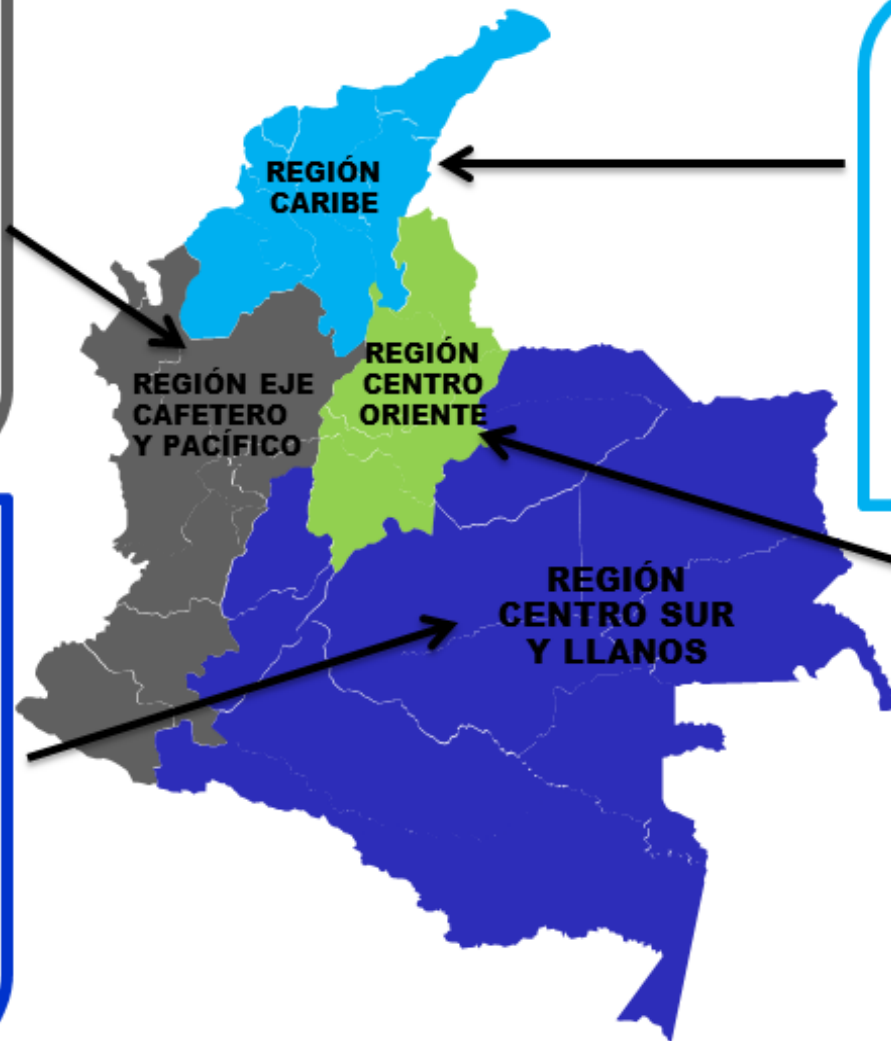 REGIÓN
CARIBE
REGIÓN
CENTRO
ORIENTE
REGIÓN EJE
CAFETERO
Y PACÍFICO
REGIÓN
CENTRO SUR
Y LLANOS